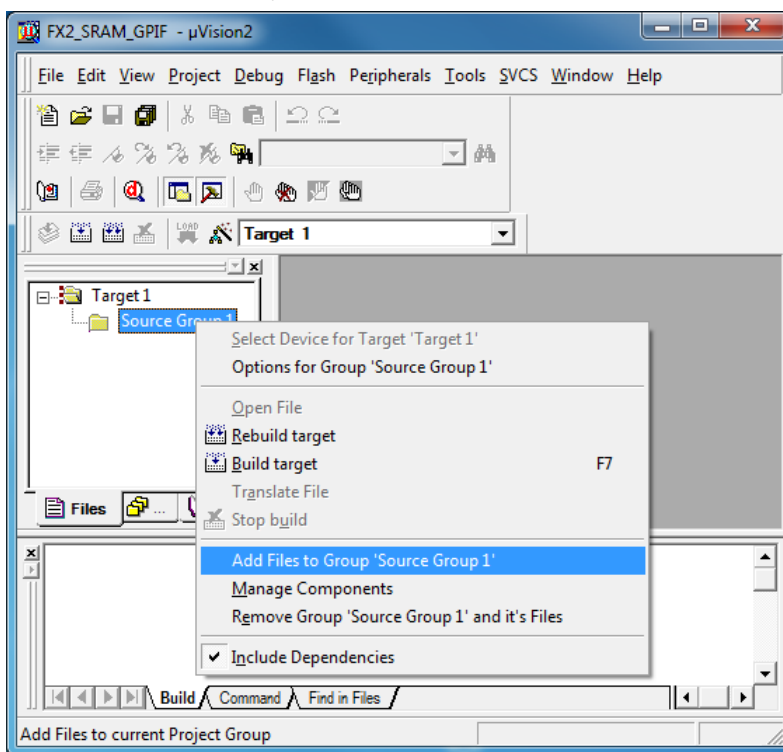 FX2_SRAM_GPIF - µVision2
File Edit View Project Debug Flash Peripherals Tools SVCS Window Help
LOAD
Target 1
Target 1
Source Group 1
Select Device for Target 'Target 1'
Options for Group 'Source Group 1'
Open File
Rebuild target
Build target F7
Translate File
Stop build
Add Files to Group 'Source Group 1'
Manage Components
Remove Group 'Source Group 1' and it's Files
Include Dependencies
Files ...
Build Command Find in Files
Add Files to current Project Group